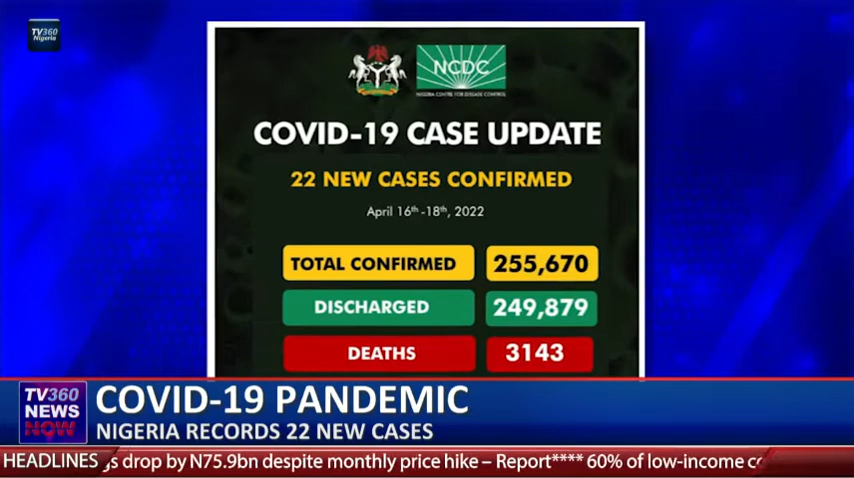 TV360
Nigeria
NCDC
NIGERIA CENTRE FOR DISEASE CONTROL
COVID-19 CASE UPDATE
22 NEW CASES CONFIRMED
April 16th -18th, 2022
TOTAL CONFIRMED 255,670
DISCHARGED 249,879
DEATHS 3143
TV360
NEWS
NOW
COVID-19 PANDEMIC
NIGERIA RECORDS 22 NEW CASES
HEADLINES gs drop by N75.9bn despite monthly price hike – Report**** 60% of low-income